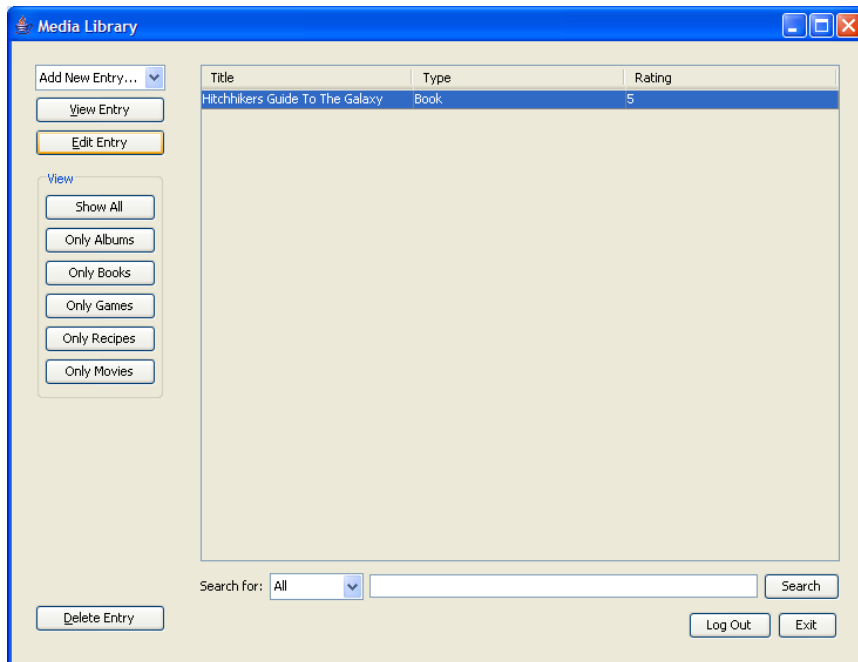 Media Library
Add New Entry...
View Entry
Edit Entry
View
Show All
Only Albums
Only Books
Only Games
Only Recipes
Only Movies
Title Type Rating
Hitchhikers Guide To The Galaxy Book 5
Search for: All Search
Delete Entry
Log Out Exit